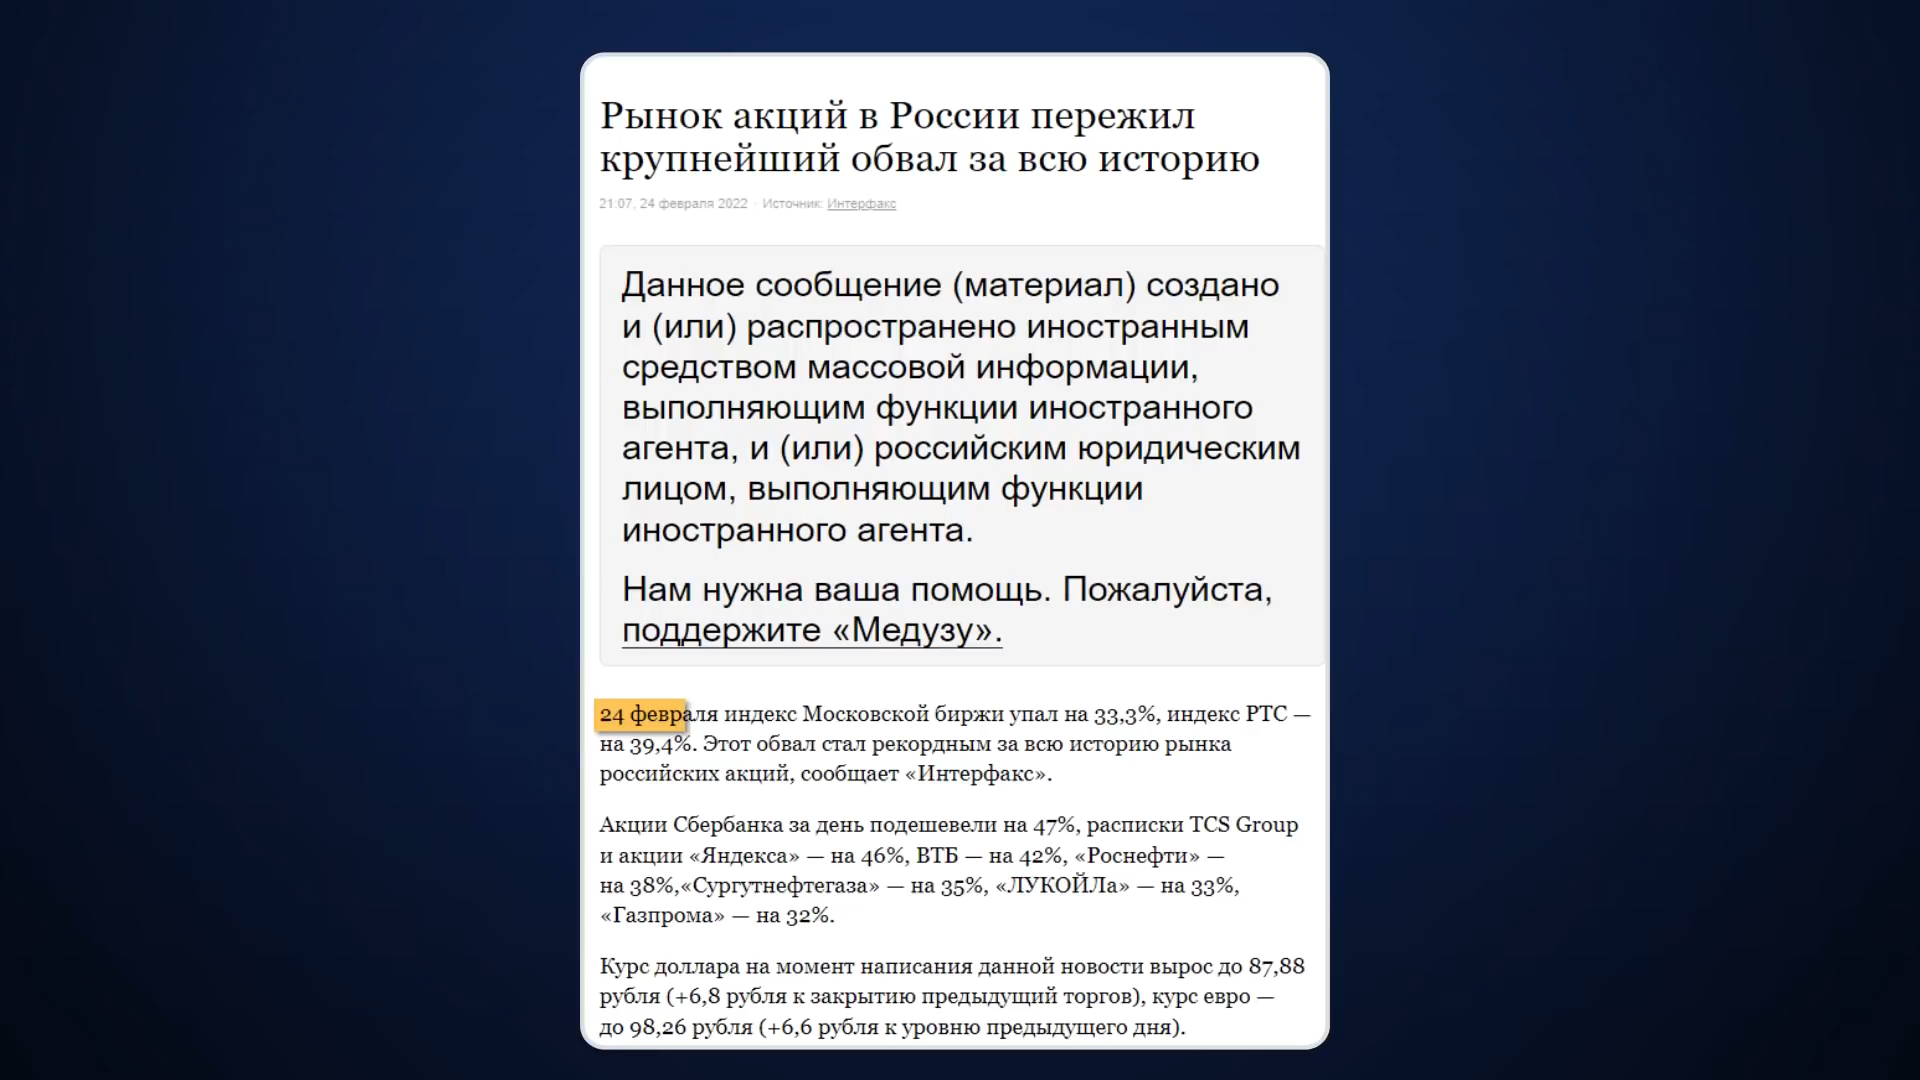 Рынок акций в России пережил
крупнейший обвал за всю историю
21:07, 24 февраля 2022 · Источник: Интерфакс
Данное сообщение (материал) создано
и (или) распространено иностранным
средством массовой информации,
выполняющим функции иностранного
агента, и (или) российским юридическим
лицом, выполняющим функции
иностранного агента.
Нам нужна ваша помощь. Пожалуйста,
поддержите «Медузу».
24 февраля индекс Московской биржи упал на 33,3%, индекс РТС —
на 39,4%. Этот обвал стал рекордным за всю историю рынка
российских акций, сообщает «Интерфакс».
Акции Сбербанка за день подешевели на 47%, расписки TCS Group
и акции «Яндекса» — на 46%, ВТБ — на 42%, «Роснефти» —
на 38%,«Сургутнефтегаза» — на 35%, «ЛУКОЙЛа» — на 33%,
«Газпрома» — на 32%.
Курс доллара на момент написания данной новости вырос до 87,88
рубля (+6,8 рубля к закрытию предыдущий торгов), курс евро —
до 98,26 рубля (+6,6 рубля к уровню предыдущего дня).